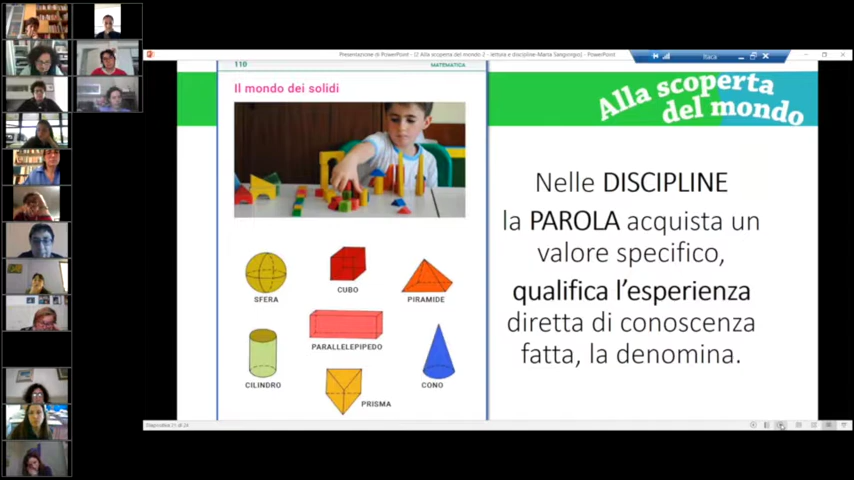 Presentazione di PowerPoint - [2 Alla scoperta del mondo 2 - lettura e discipline-Maria Sangiorgio] - PowerPoint
110
MATEMATICA
Il mondo dei solidi
SFERA
CUBO
PIRAMIDE
PARALLELEPIPEDO
CILINDRO
CONO
PRISMA
Alla scoperta
del mondo
Nelle DISCIPLINE
la PAROLA acquista un
valore specifico,
qualifica l'esperienza
diretta di conoscenza
fatta, la denomina.